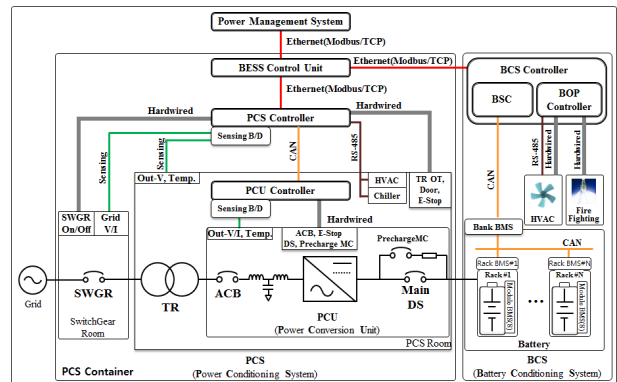 Power Management System
Ethernet(Modbus/TCP)
BESS Control Unit
Ethernet(Modbus/TCP)
Ethernet(Modbus/TCP)
BCS Controller
BSC
BOP
Controller
Hardwired
PCS Controller
Hardwired
Sensing B/D
Sensing
Sensing
CAN
RS-485
CAN
RS-485
Hardwired
Hardwired
Out-V, Temp.
PCU Controller
HVAC
Chiller
TR OT,
Door,
E-Stop
Sensing B/D
Hardwired
HVAC
Fire
Fighting
SWGR
On/Off
Grid
V/I
Out-V/I, Temp.
ACB, E-Stop
DS, Precharge MC
Bank BMS
CAN
PrechargeMC
Rack BMS#1
Rack BMS#N
Rack#1
Rack#N
Module BMS(8)
Module BMS(8)
...
Grid
SWGR
TR
ACB
Main
DS
SwitchGear
Room
PCU
(Power Conversion Unit)
PCS Room
Battery
PCS Container
PCS
(Power Conditioning System)
BCS
(Battery Conditioning System)